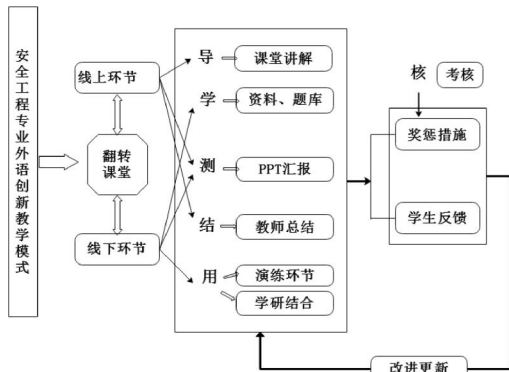 安全工程专业外语创新教学模式
线上环节
翻转
课堂
线下环节
导
课堂讲解
学
资料、题库
测
PPT汇报
结
教师总结
用
演练环节
学研结合
核
考核
奖惩措施
学生反馈
改进更新